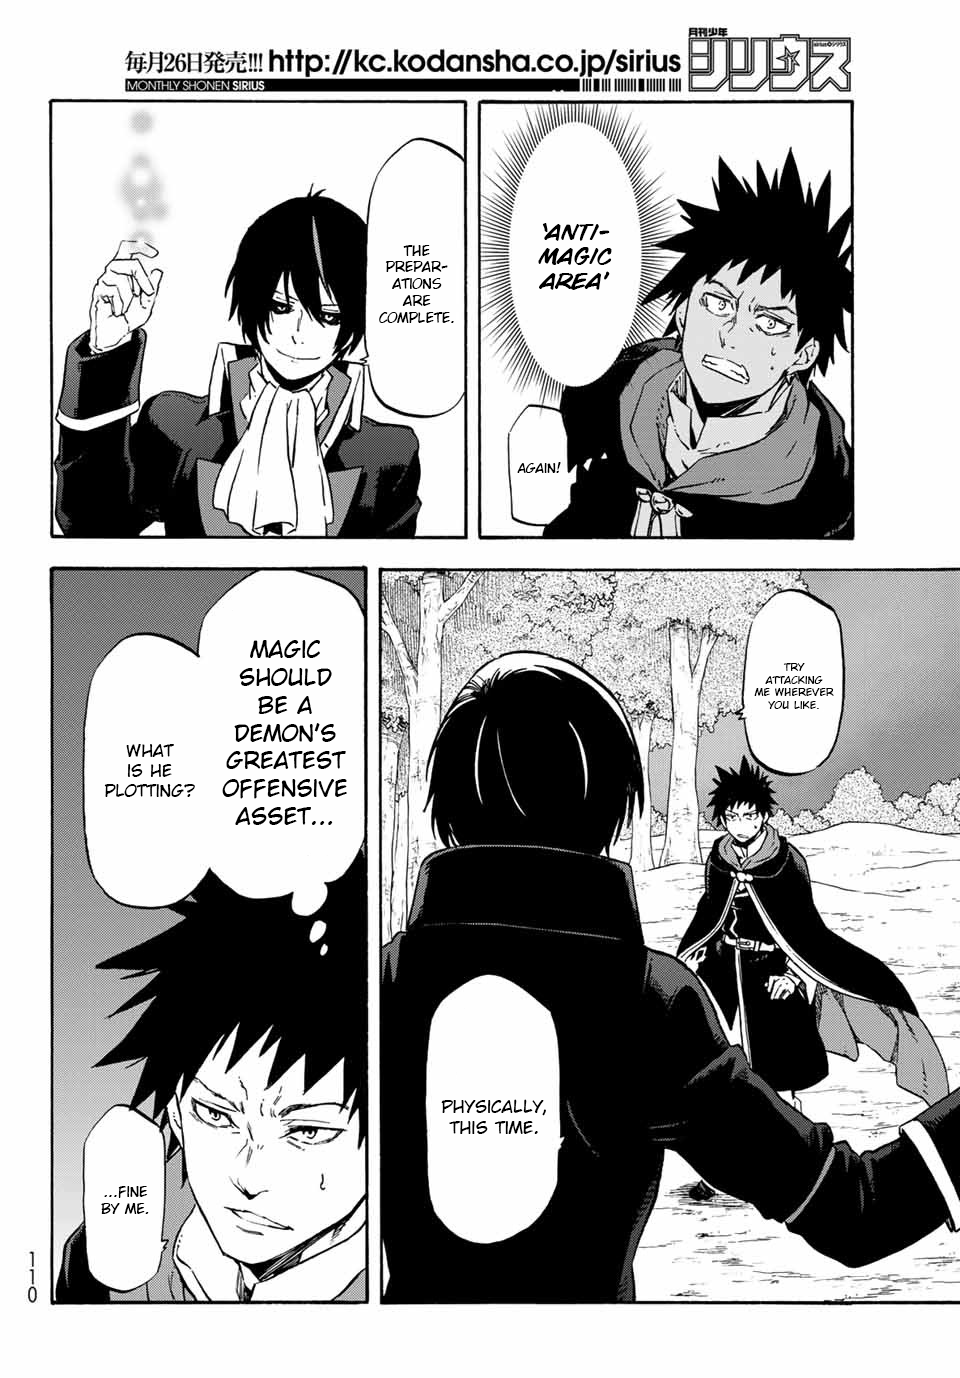 毎月26日発売!!! http://kc.kodansha.co.jp/sirius
MONTHLY SHONEN SIRIUS
月刊少年
シリウス
'ANTI-
MAGIC
AREA'
AGAIN!
THE
PREPAR-
ATIONS
ARE
COMPLETE.
TRY
ATTACKING
ME WHEREVER
YOU LIKE.
PHYSICALLY,
THIS TIME.
MAGIC
SHOULD
BE A
DEMON'S
GREATEST
OFFENSIVE
ASSET...
WHAT
IS HE
PLOTTING?
...FINE
BY ME.
110